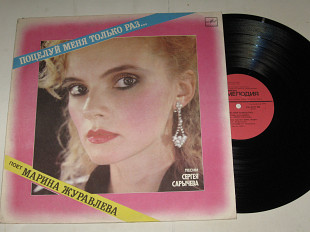 ПОЦЕЛУЙ МЕНЯ ТОЛЬКО РАЗ...
ПЕСНИ
СЕРГЕЯ
САРЫЧЕВА
ПОЕТ МАРИНА ЖУРАВЛЕВА
МЕЛОДИЯ